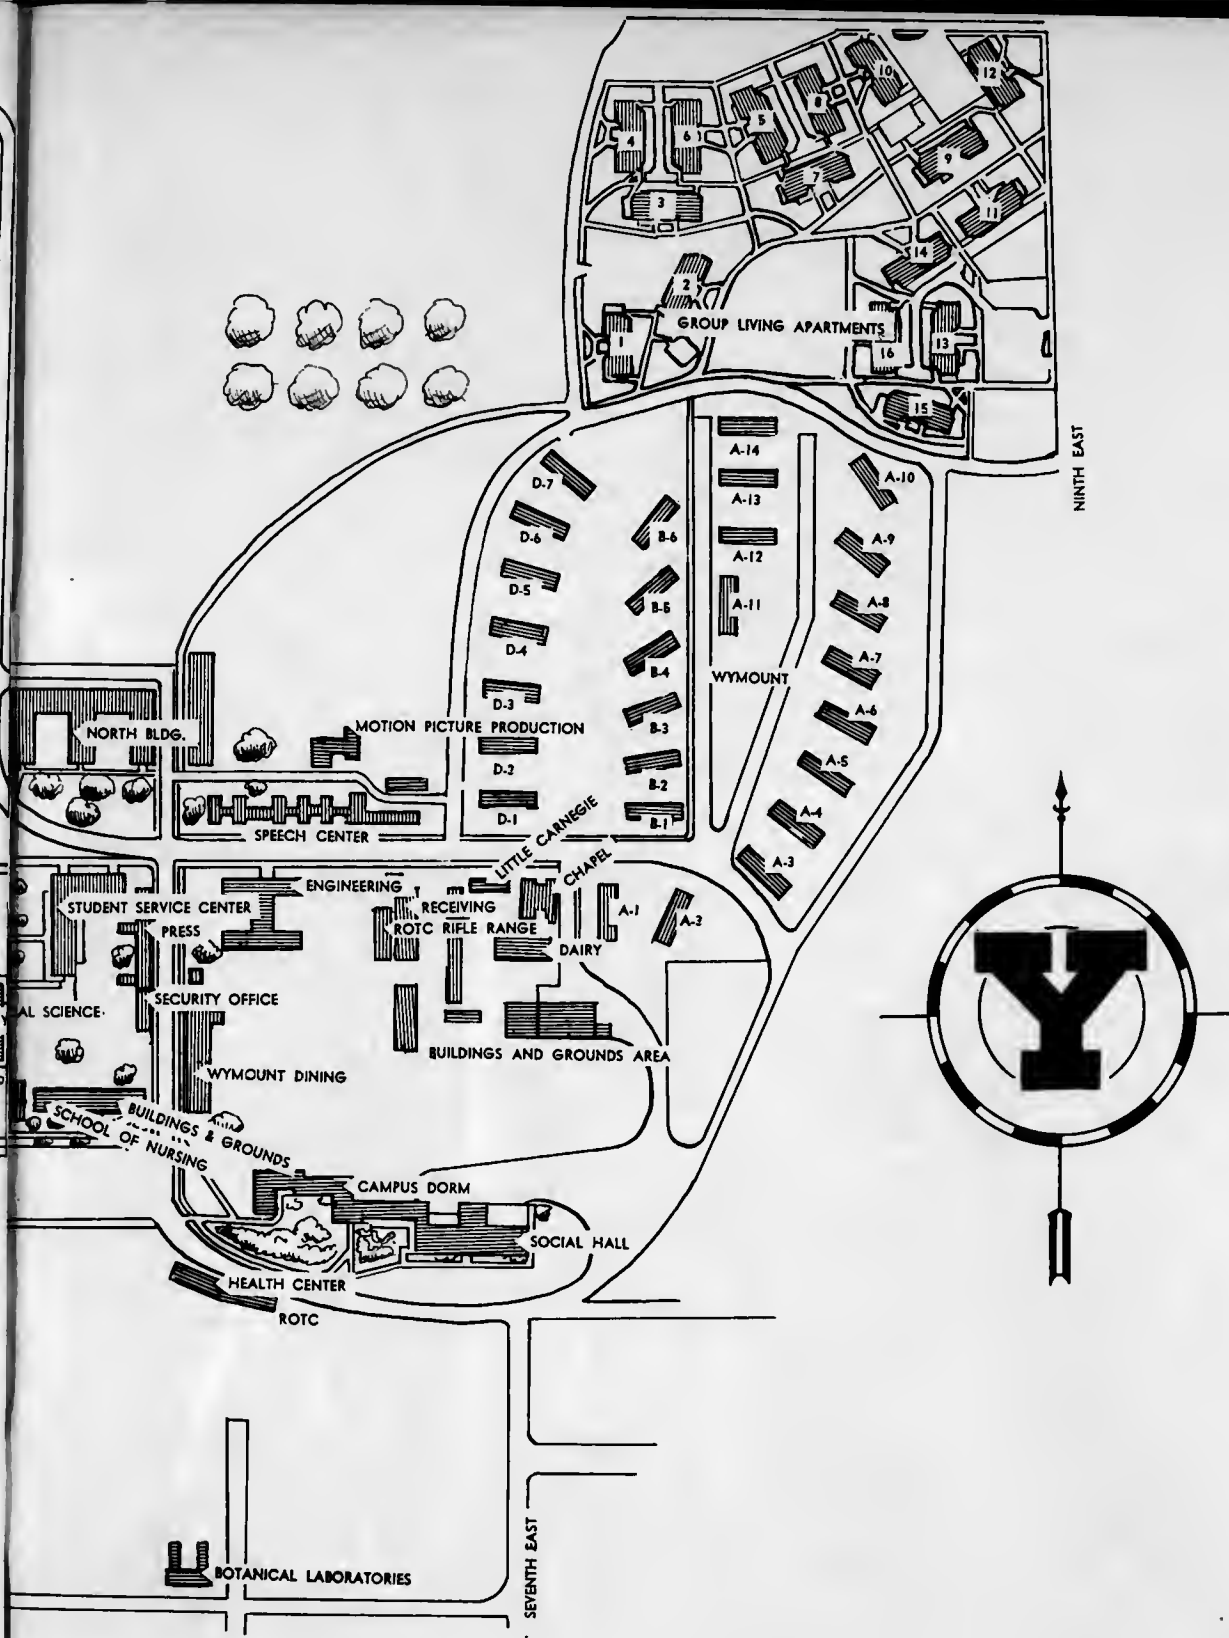 10
12
8
5
4
6
9
7
3
11
14
2
GROUP LIVING APARTMENTS
1
16
13
15
NINTH EAST
A-14
D-7
A-10
A-13
D-6
B-6
A-9
A-12
D-5
B-5
A-11
A-8
D-4
B-4
A-7
WYMOUNT
D-3
A-6
B-3
NORTH BLDG.
MOTION PICTURE PRODUCTION
D-2
A-5
B-2
D-1
A-4
B-1
SPEECH CENTER
LITTLE CARNEGIE
CHAPEL
A-3
ENGINEERING
STUDENT SERVICE CENTER
RECEIVING
A-1
A-2
PRESS
ROTC RIFLE RANGE
DAIRY
Y
SECURITY OFFICE
AL SCIENCE
BUILDINGS AND GROUNDS AREA
WYMOUNT DINING
BUILDINGS & GROUNDS
SCHOOL OF NURSING
CAMPUS DORM
SOCIAL HALL
HEALTH CENTER
ROTC
SEVENTH EAST
BOTANICAL LABORATORIES